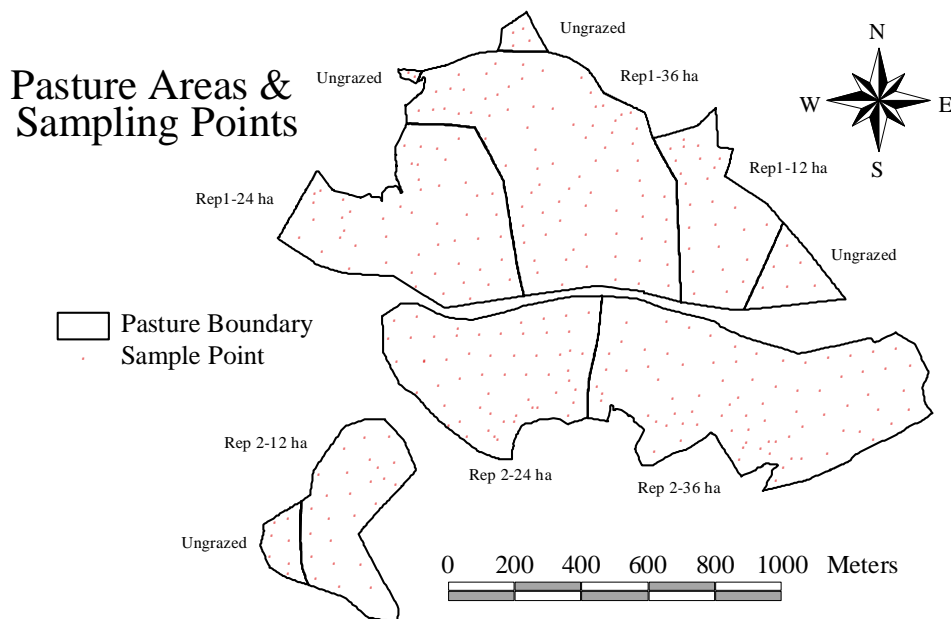 Pasture Areas &
Sampling Points
Ungrazed
Ungrazed
Rep1-36 ha
N
W
E
S
Rep1-12 ha
Rep1-24 ha
Ungrazed
Pasture Boundary
Sample Point
Rep 2-12 ha
Rep 2-24 ha
Rep 2-36 ha
Ungrazed
0 200 400 600 800 1000 Meters